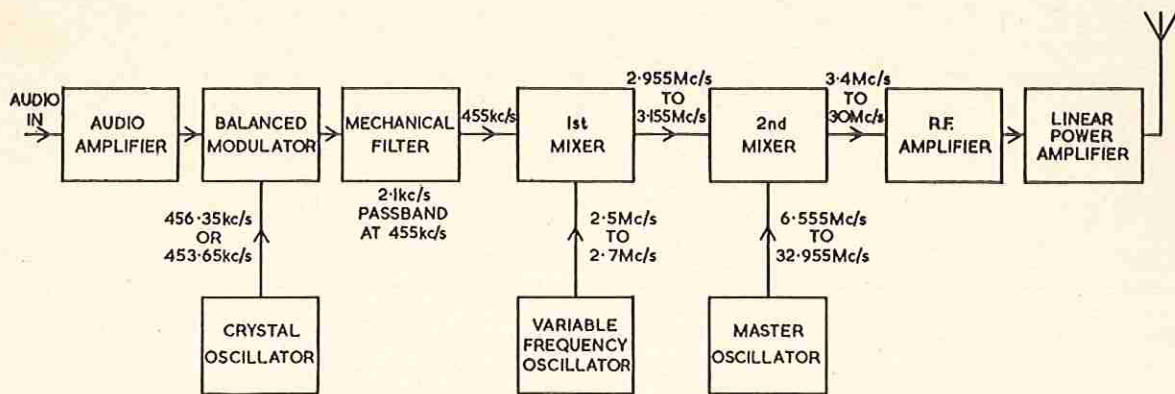 AUDIO
IN
AUDIO
AMPLIFIER
BALANCED
MODULATOR
MECHANICAL
FILTER
455kc/s
1st
MIXER
2·955Mc/s
TO
3·155Mc/s
2nd
MIXER
3·4Mc/s
TO
30Mc/s
R.F.
AMPLIFIER
LINEAR
POWER
AMPLIFIER
456·35kc/s
OR
453·65kc/s
2·1kc/s
PASSBAND
AT 455kc/s
2·5Mc/s
TO
2·7Mc/s
6·555Mc/s
TO
32·955Mc/s
CRYSTAL
OSCILLATOR
VARIABLE
FREQUENCY
OSCILLATOR
MASTER
OSCILLATOR